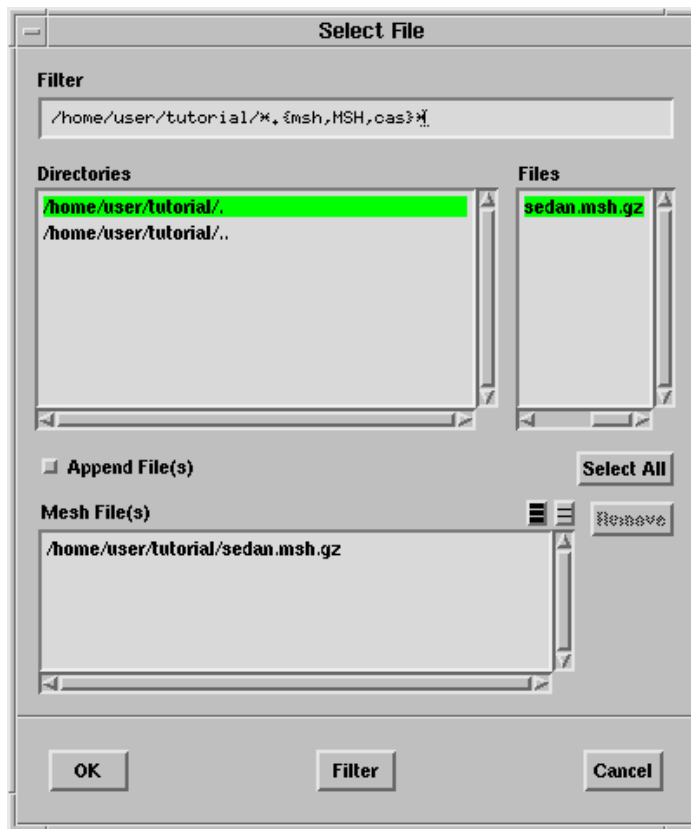 Select File
Filter
/home/user/tutorial/*.{msh,MSH,cas}*
Directories
Files
/home/user/tutorial/.
sedan.msh.gz
/home/user/tutorial/..
Append File(s)
Select All
Mesh File(s)
Remove
/home/user/tutorial/sedan.msh.gz
OK
Filter
Cancel